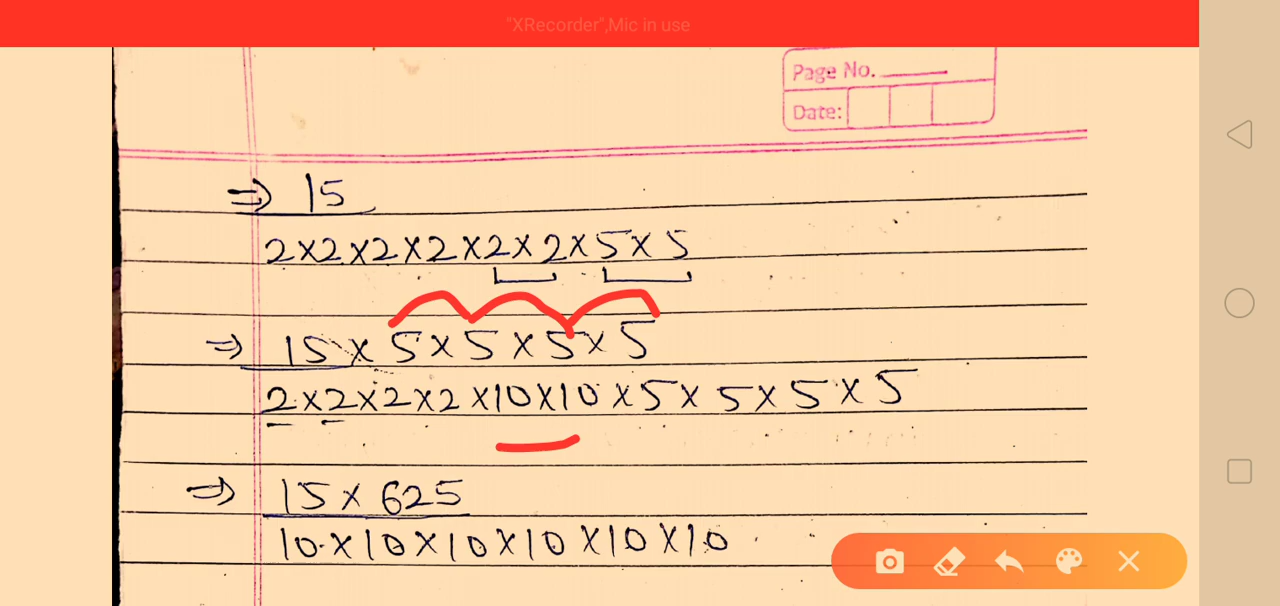 "XRecorder",Mic in use
Page No.
Date:
⇒ 15
2×2×2×2×2×2×5×5
⇒ 15×5×5×5×5
2×2×2×2×10×10×5×5×5×5
⇒ 15×625
10×10×10×10×10×10